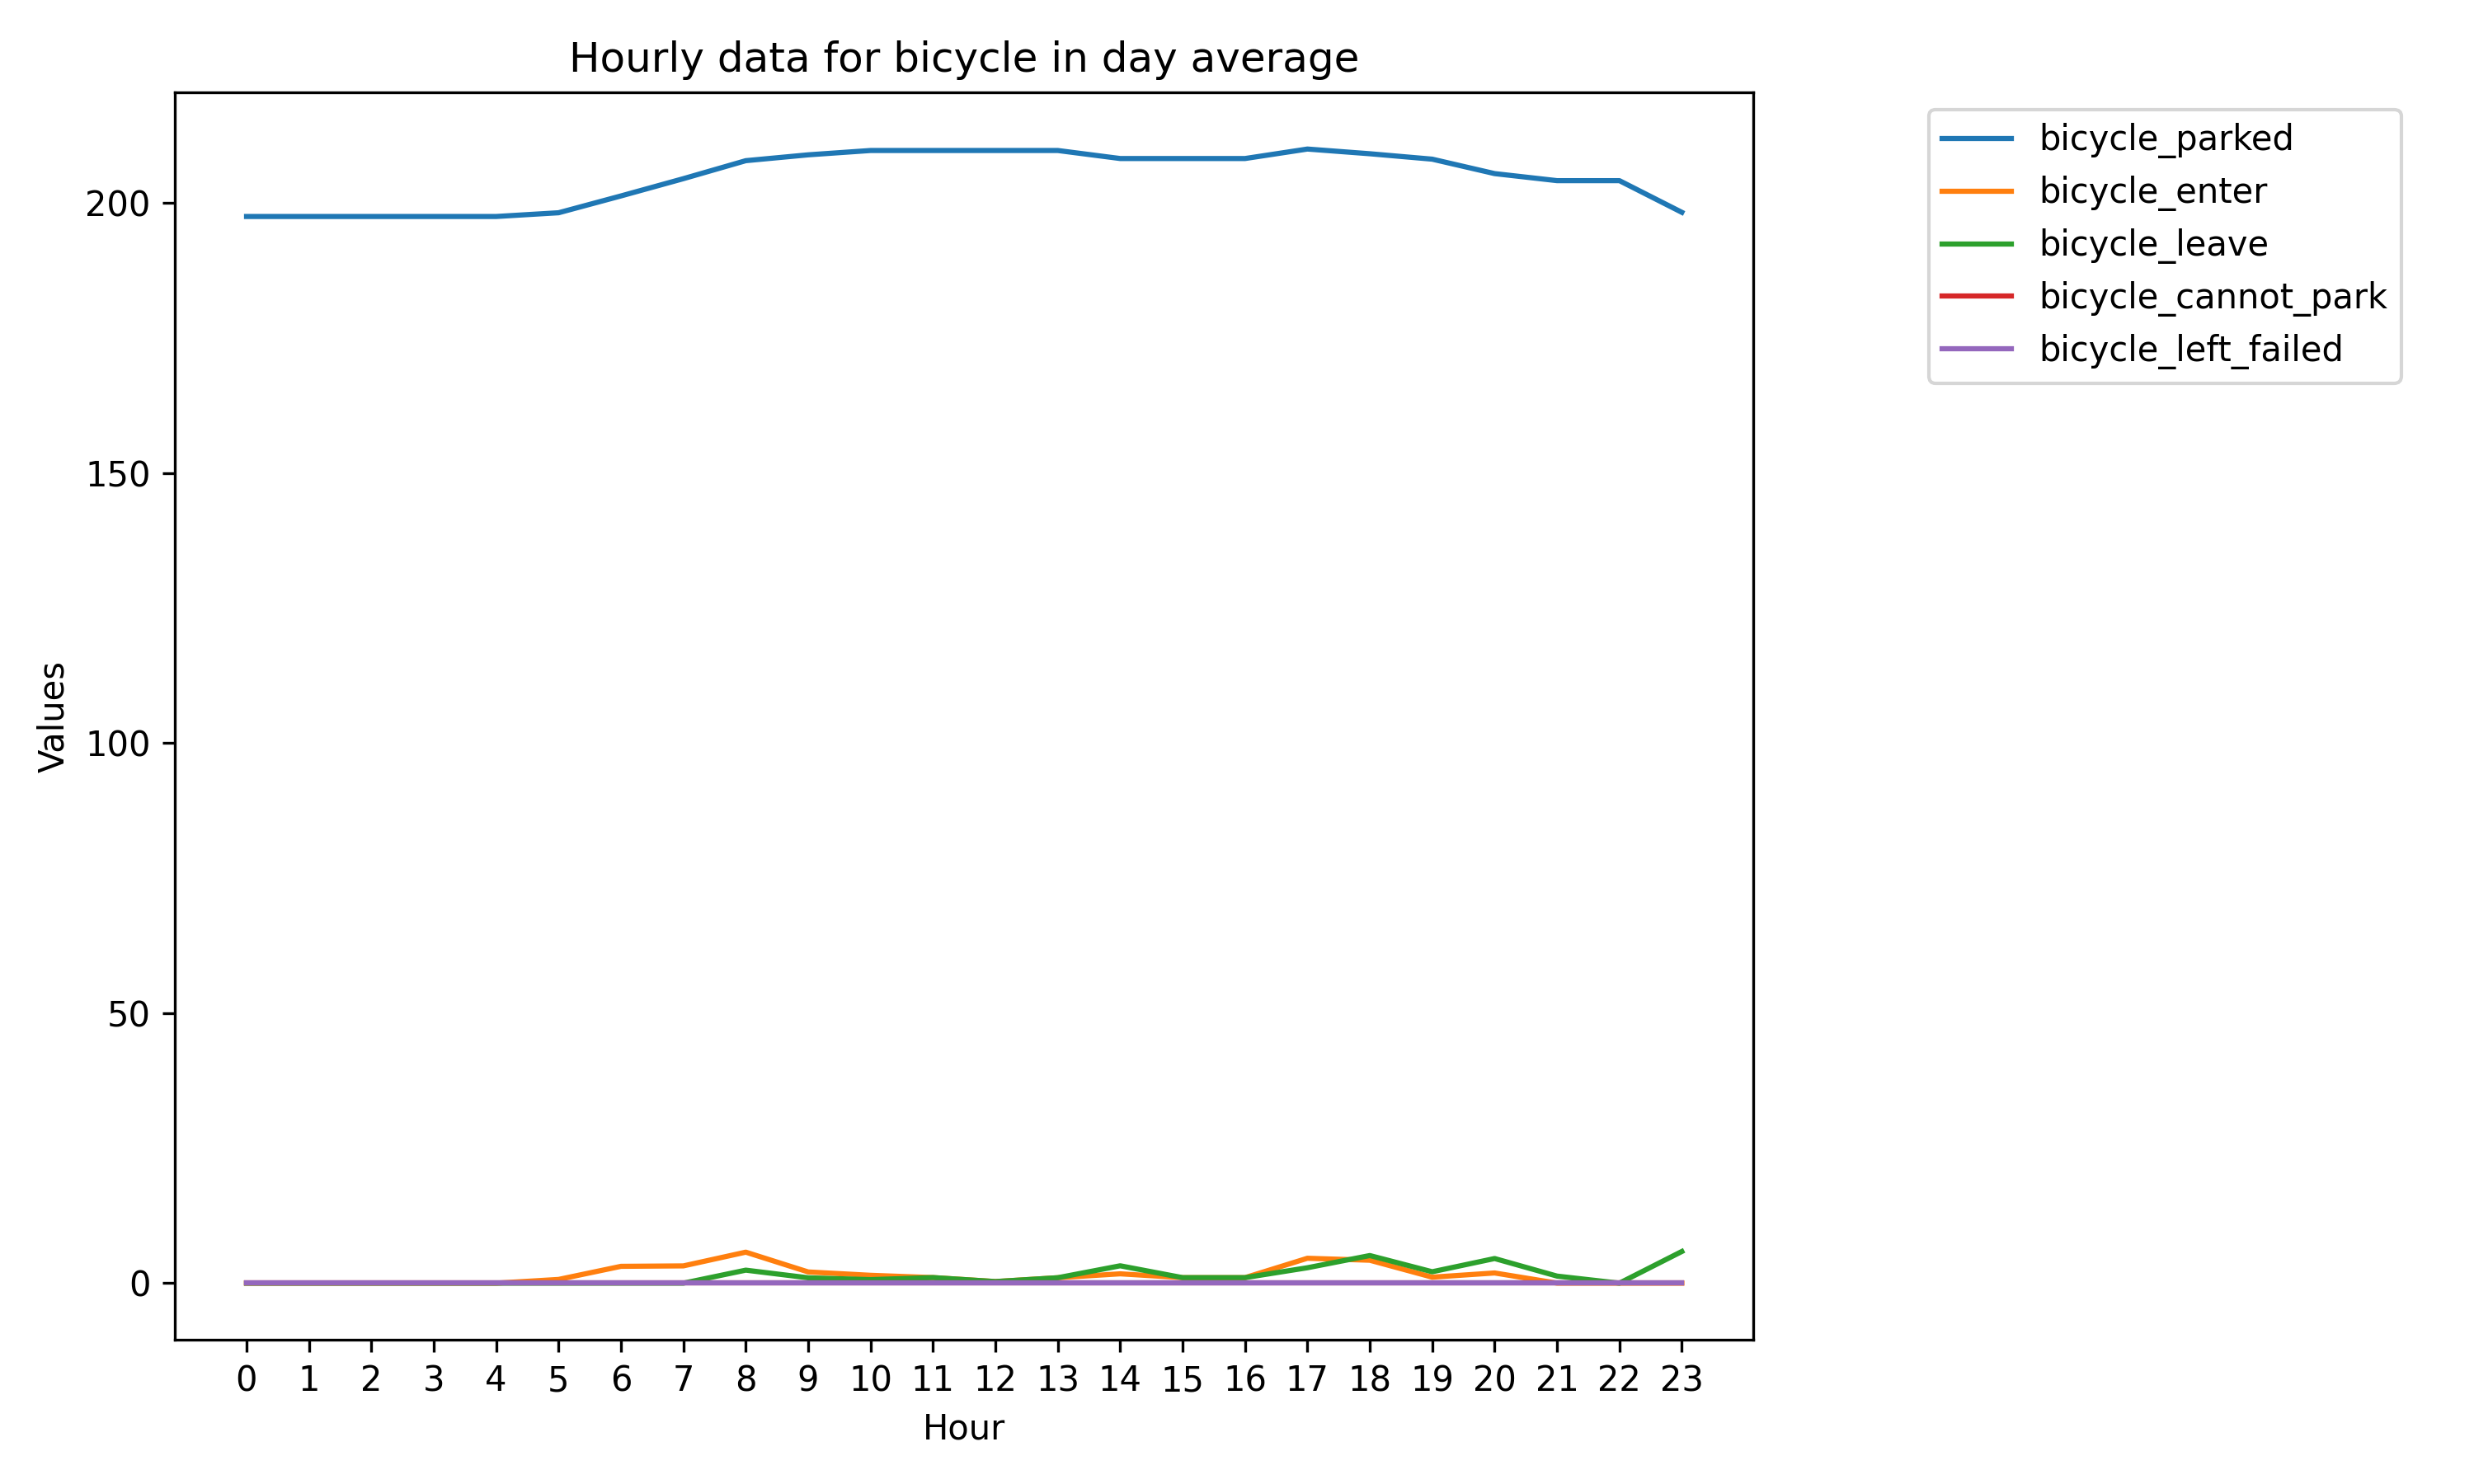 Hourly data for bicycle in day average
bicycle_parked
bicycle_enter
bicycle_leave
bicycle_cannot_park
bicycle_left_failed
Values
200
150
100
50
0
0 1 2 3 4 5 6 7 8 9 10 11 12 13 14 15 16 17 18 19 20 21 22 23
Hour